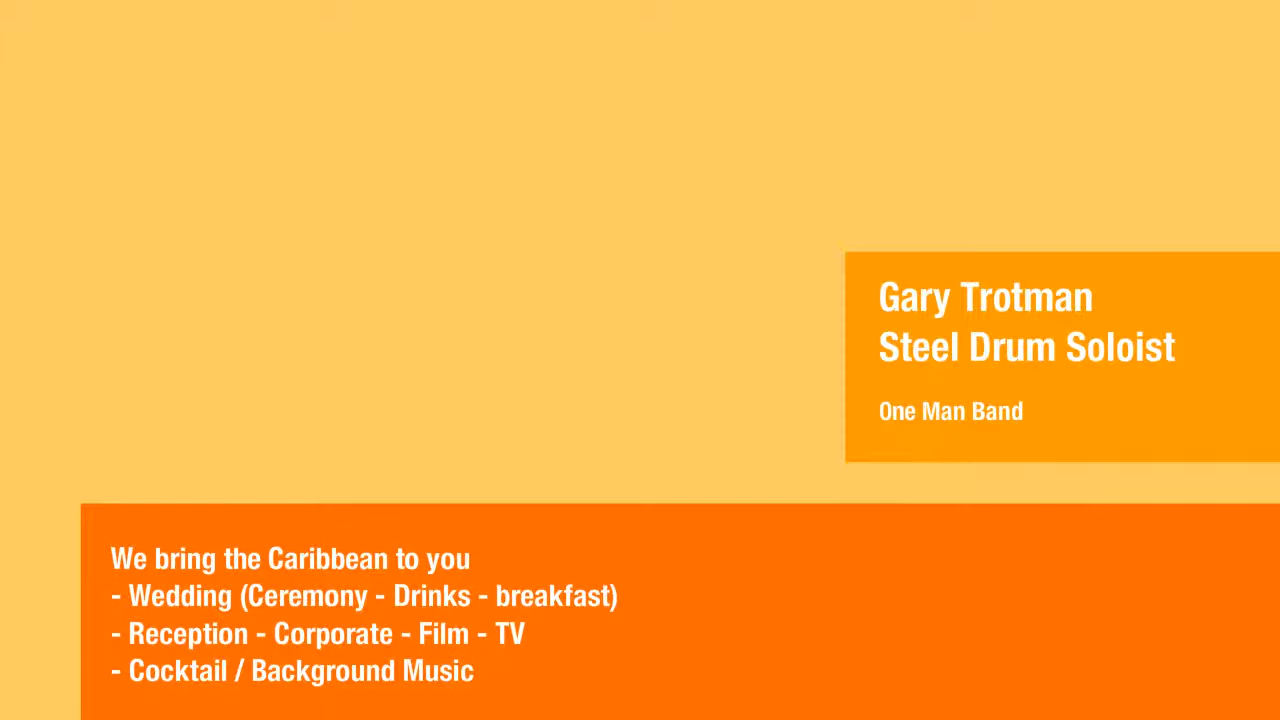 Gary Trotman
Steel Drum Soloist
One Man Band
We bring the Caribbean to you
- Wedding (Ceremony - Drinks - breakfast)
- Reception - Corporate - Film - TV
- Cocktail / Background Music